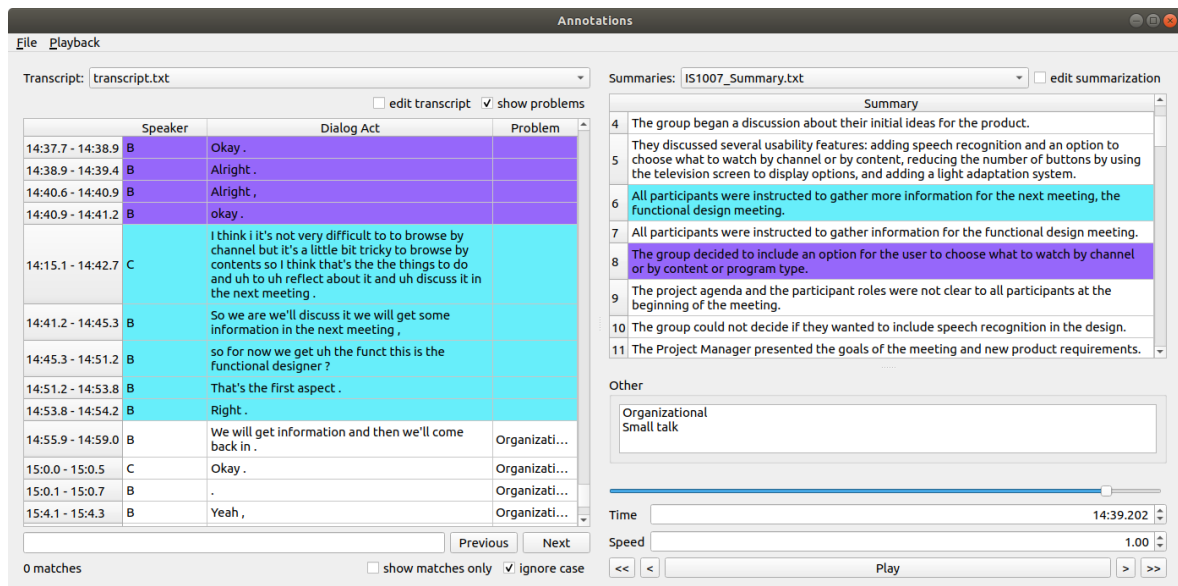 Annotations
File Playback
Transcript: transcript.txt
edit transcript show problems
Speaker Dialog Act Problem
14:37.7 - 14:38.9 B Okay .
14:38.9 - 14:39.4 B Alright .
14:40.6 - 14:40.9 B Alright ,
14:40.9 - 14:41.2 B okay .
I think i it's not very difficult to to browse by
channel but it's a little bit tricky to browse by
14:15.1 - 14:42.7 C contents so I think that's the the things to do
and uh to uh reflect about it and uh discuss it in
the next meeting .
14:41.2 - 14:45.3 B So we are we'll discuss it we will get some
information in the next meeting ,
14:45.3 - 14:51.2 B so for now we get uh the funct this is the
functional designer ?
14:51.2 - 14:53.8 B That's the first aspect .
14:53.8 - 14:54.2 B Right .
14:55.9 - 14:59.0 B We will get information and then we'll come
back in . Organizati...
15:0.0 - 15:0.5 C Okay . Organizati...
15:0.1 - 15:0.7 B . Organizati...
15:4.1 - 15:4.3 B Yeah , Organizati...
Previous Next
0 matches show matches only ignore case
Summaries: IS1007_Summary.txt edit summarization
Summary
4 The group began a discussion about their initial ideas for the product.
They discussed several usability features: adding speech recognition and an option to
5 choose what to watch by channel or by content, reducing the number of buttons by using
the television screen to display options, and adding a light adaptation system.
6 All participants were instructed to gather more information for the next meeting, the
functional design meeting.
7 All participants were instructed to gather information for the functional design meeting.
8 The group decided to include an option for the user to choose what to watch by channel
or by content or program type.
9 The project agenda and the participant roles were not clear to all participants at the
beginning of the meeting.
10 The group could not decide if they wanted to include speech recognition in the design.
11 The Project Manager presented the goals of the meeting and new product requirements.
Other
Organizational
Small talk
Time 14:39.202
Speed 1.00
<< < Play > >>